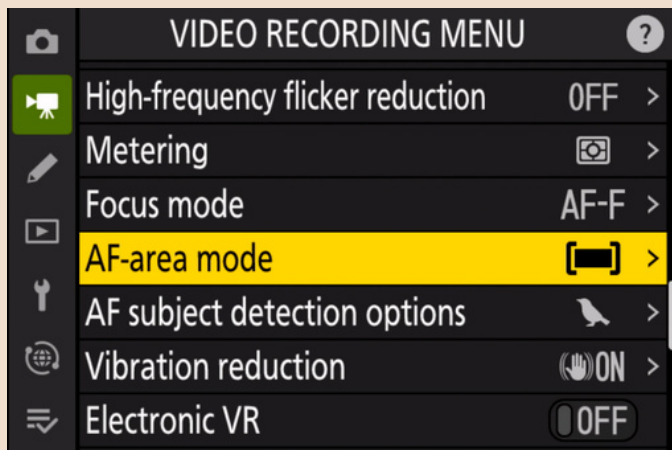 VIDEO RECORDING MENU ?
High-frequency flicker reduction OFF >
Metering >
Focus mode AF-F >
AF-area mode >
AF subject detection options >
Vibration reduction ON >
Electronic VR OFF